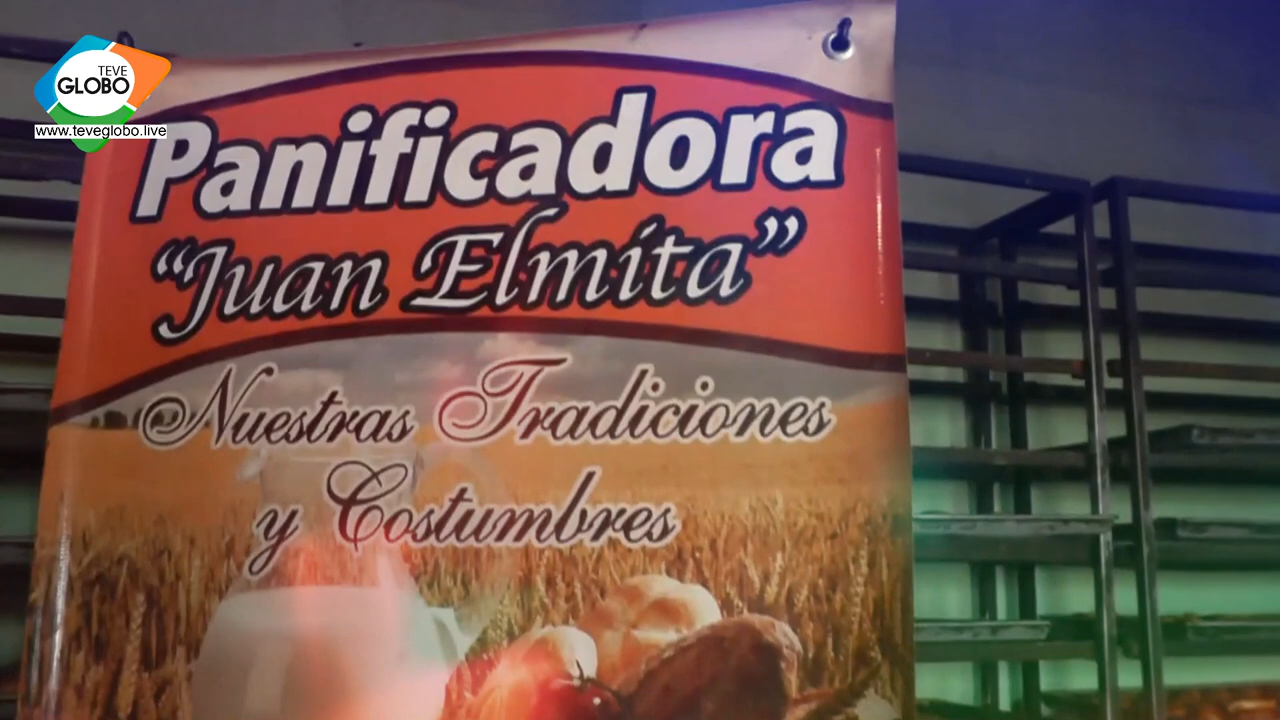 TEVE
GLOBO
www.teveglobo.live
Panificadora
“Juan Elmita”
Nuestras Tradiciones
y Costumbres